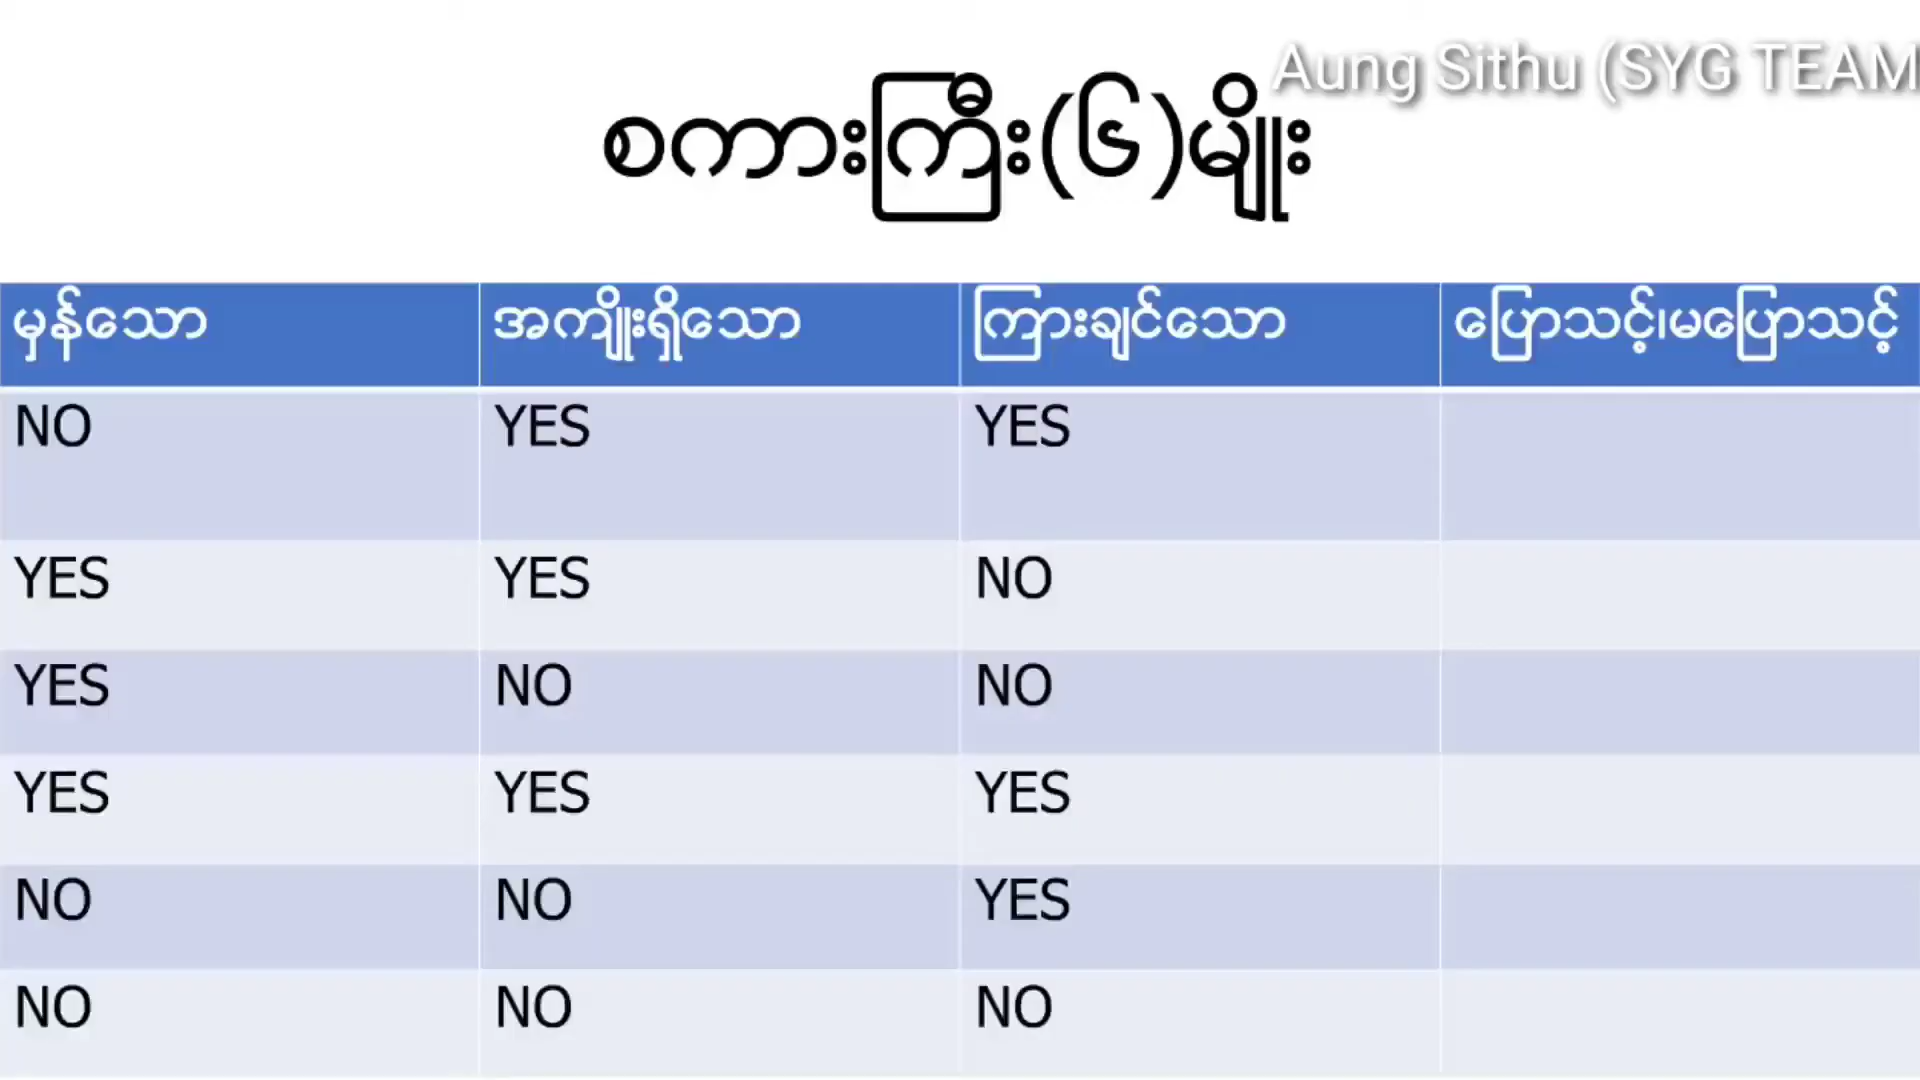 Aung Sithu (SYG TEAM
စကားကြီး(၆)မျိုး
မှန်သော အကျိုးရှိသော ကြားချင်သော ပြောသင့်၊မပြောသင့်
NO YES YES
YES YES NO
YES NO NO
YES YES YES
NO NO YES
NO NO NO